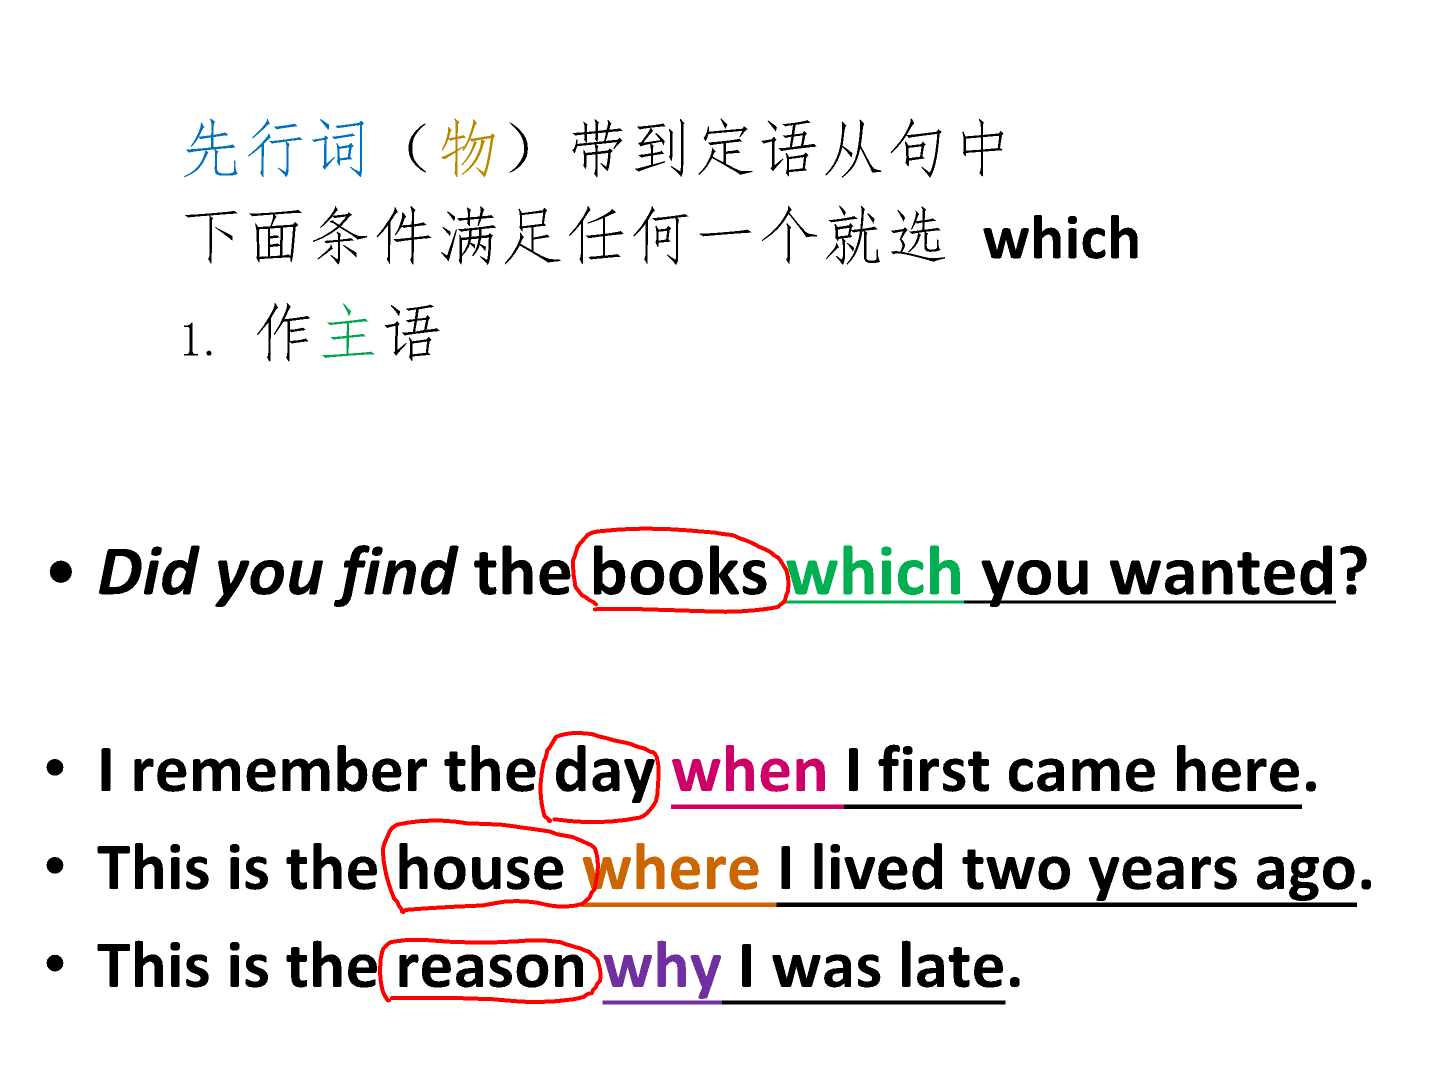 先行词（物）带到定语从句中
下面条件满足任何一个就选 which
1. 作主语
• Did you find the books which you wanted?
• I remember the day when I first came here.
• This is the house where I lived two years ago.
• This is the reason why I was late.